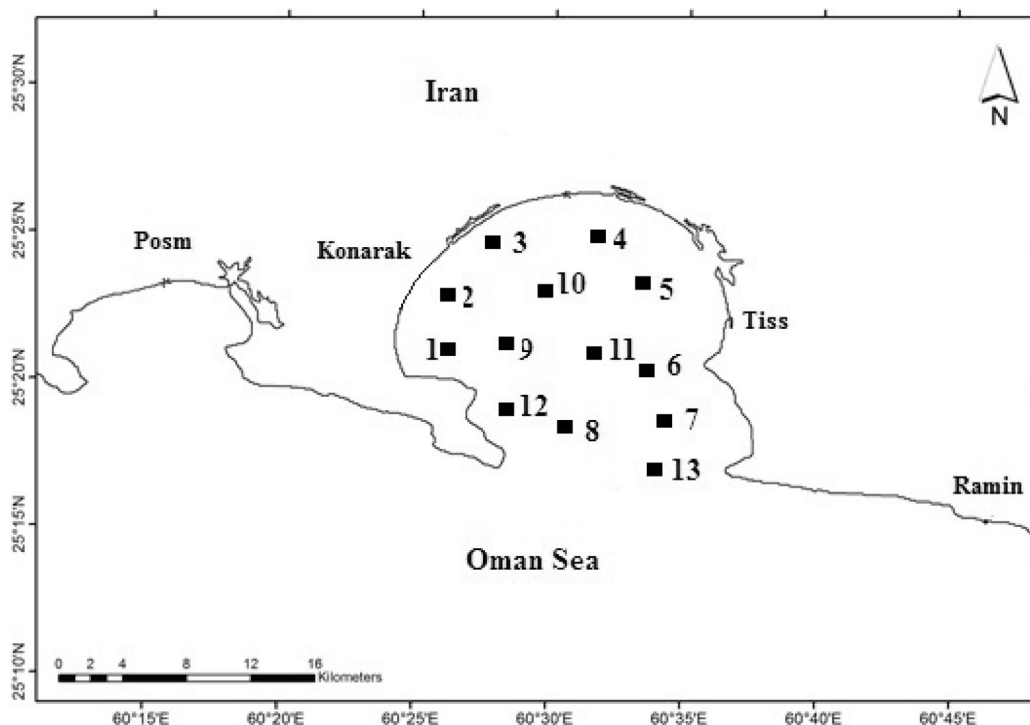 Iran
N
25°30'N
25°25'N
25°20'N
25°15'N
25°10'N
Posm
Konarak
3
4
2
10
5
Tiss
1
9
11
6
12
8
7
13
Ramin
Oman Sea
0 2 4 8 12 16
Kilometers
60°15'E 60°20'E 60°25'E 60°30'E 60°35'E 60°40'E 60°45'E